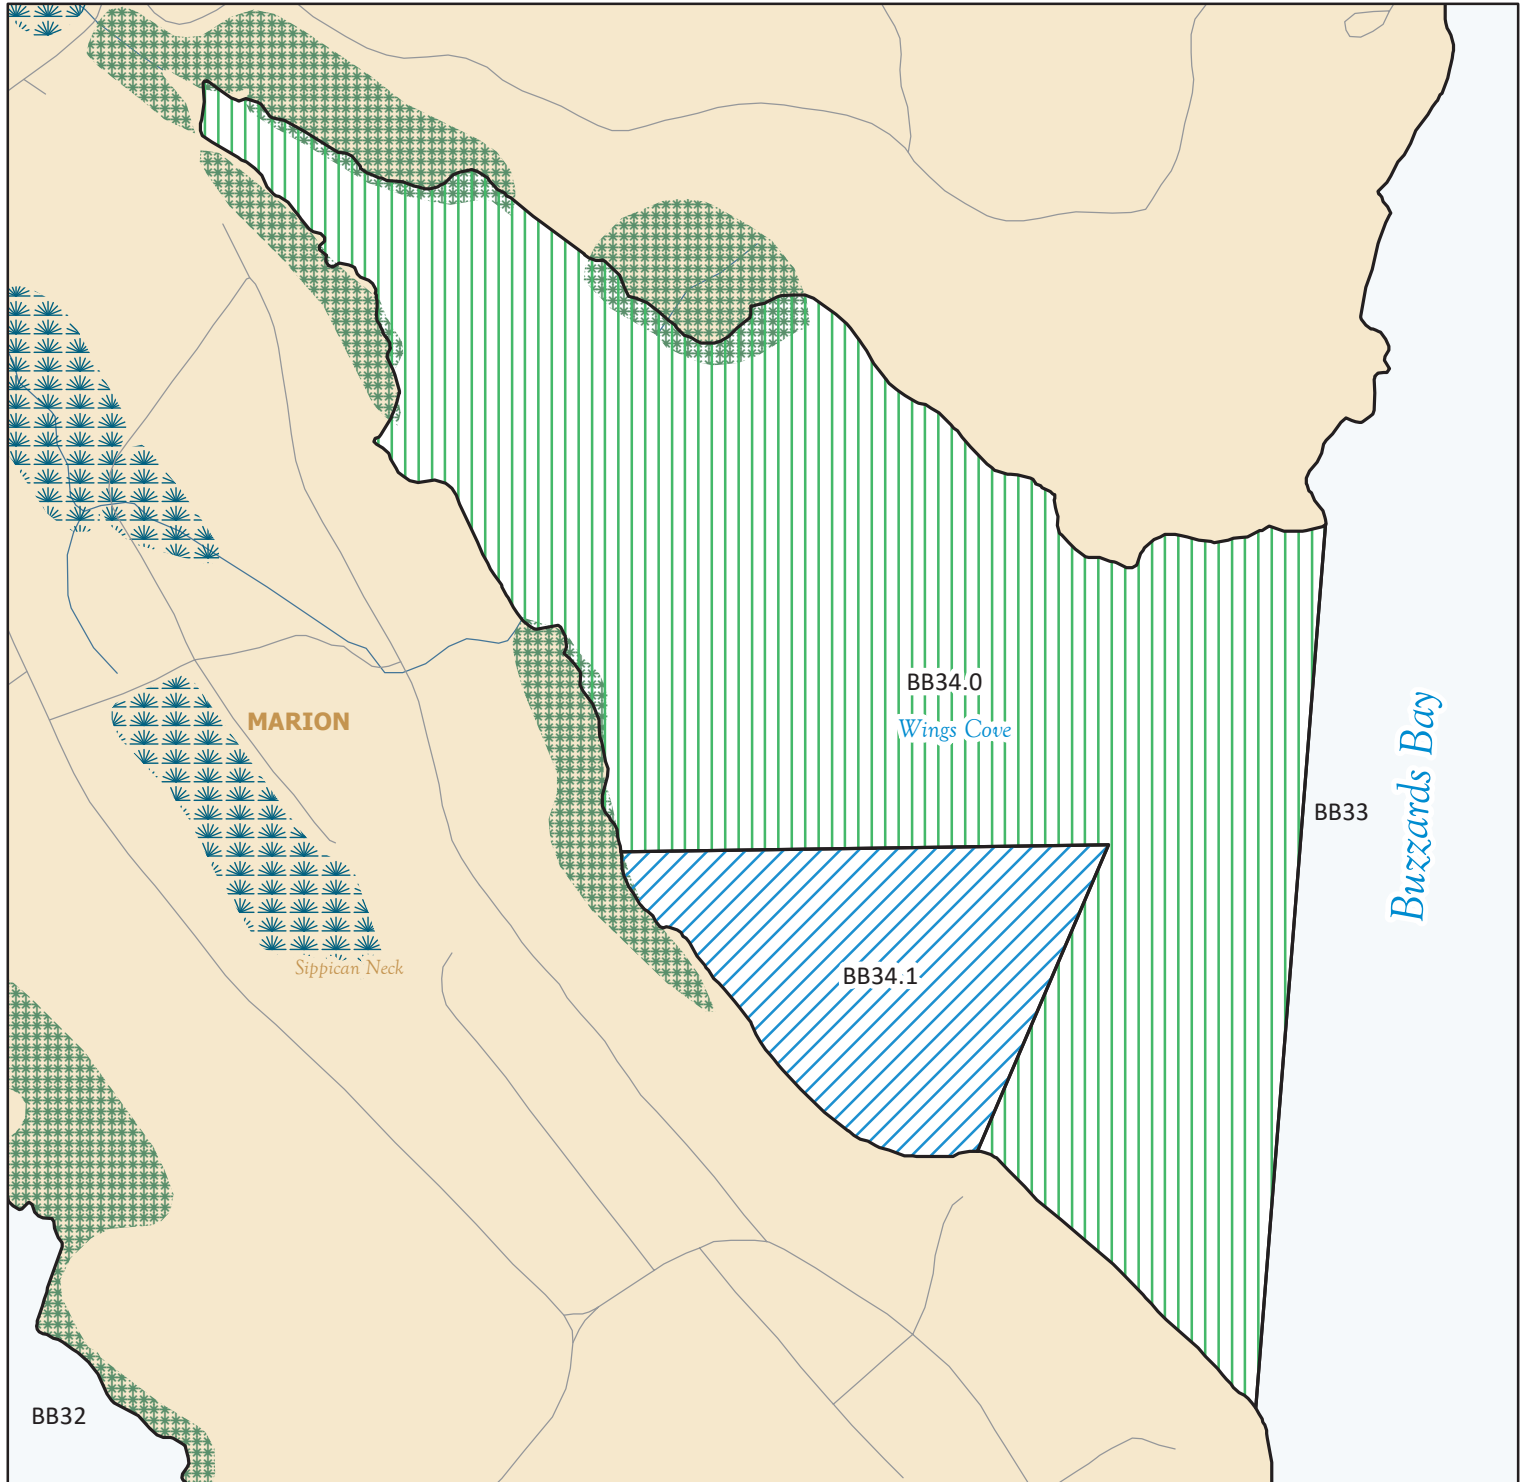 BB34.0
Wings Cove
MARION
Buzzards Bay
BB33
Sippican Neck
BB34.1
BB32